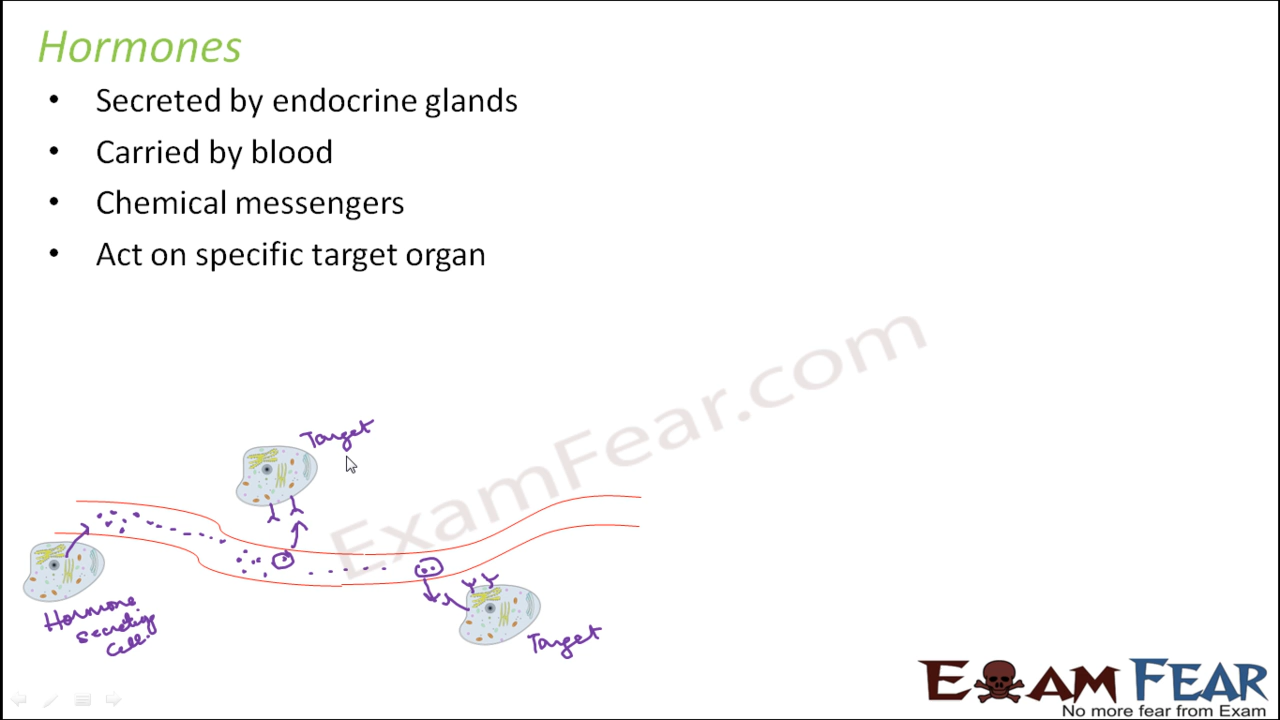 Hormones
• Secreted by endocrine glands
• Carried by blood
• Chemical messengers
• Act on specific target organ
ExamFear.com
Target
Hormone
Secreting
Cell.
Target
EXAM FEAR
No more fear from Exam